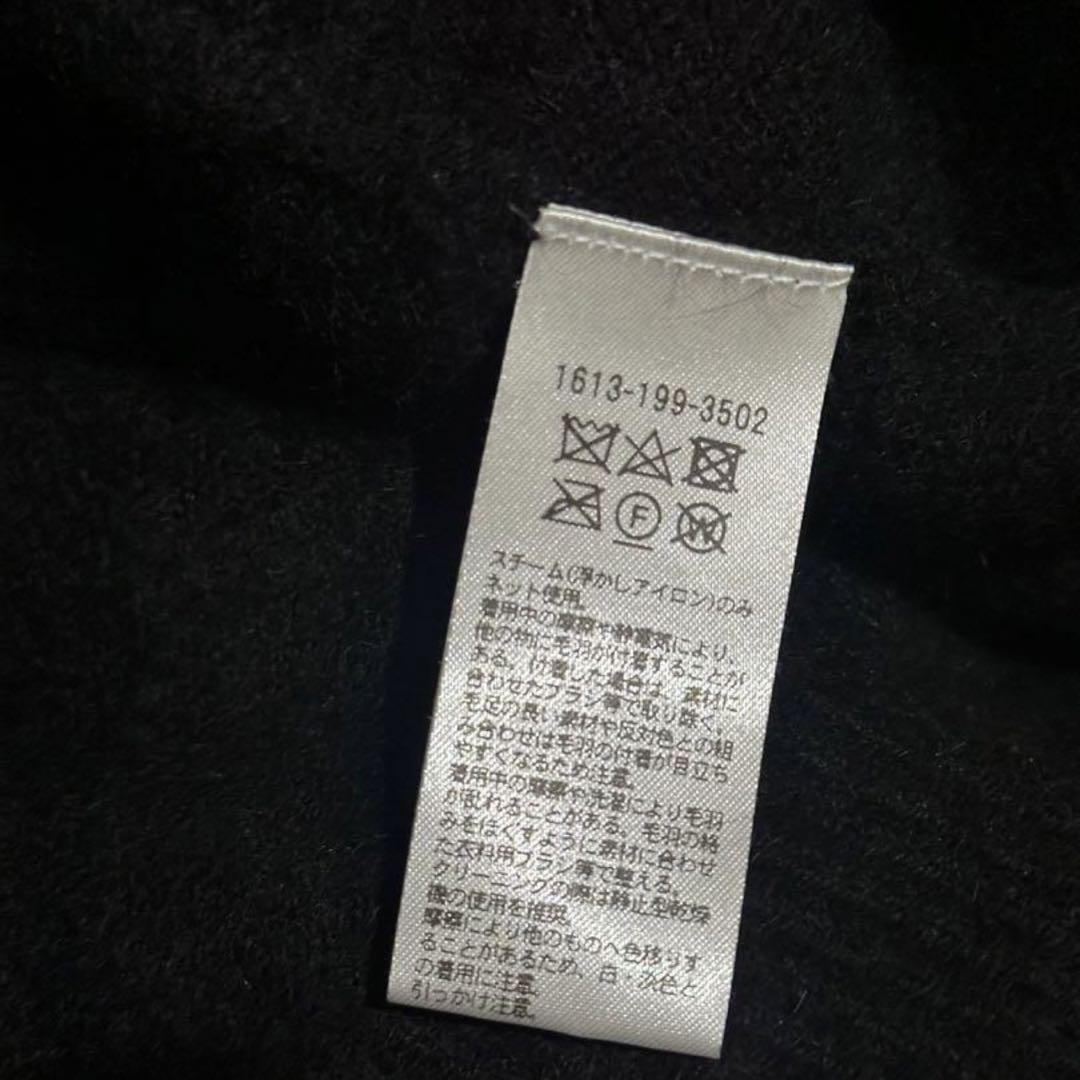 1613-199-3502
F
W
スチーム(浮かしアイロン)のみ
ネット使用。
着用中の摩擦や静電気により、
他の物に毛羽が付着することが
ある。付着した場合は、素材に
合わせたブラシ等で取り除く。
毛足の長い素材や反対色との組
み合わせは毛羽の付着が目立ち
やすくなるため注意。
着用中の摩擦や洗濯により毛羽
が乱れることがある。毛羽の絡
みをほぐすように素材に合わせ
た衣料用ブラシ等で整える。
クリーニングの際は静止型乾燥
機の使用を推奨。
摩擦により他のものへ色移りす
ることがあるため、白・淡色と
の着用に注意。
引っかけ注意。